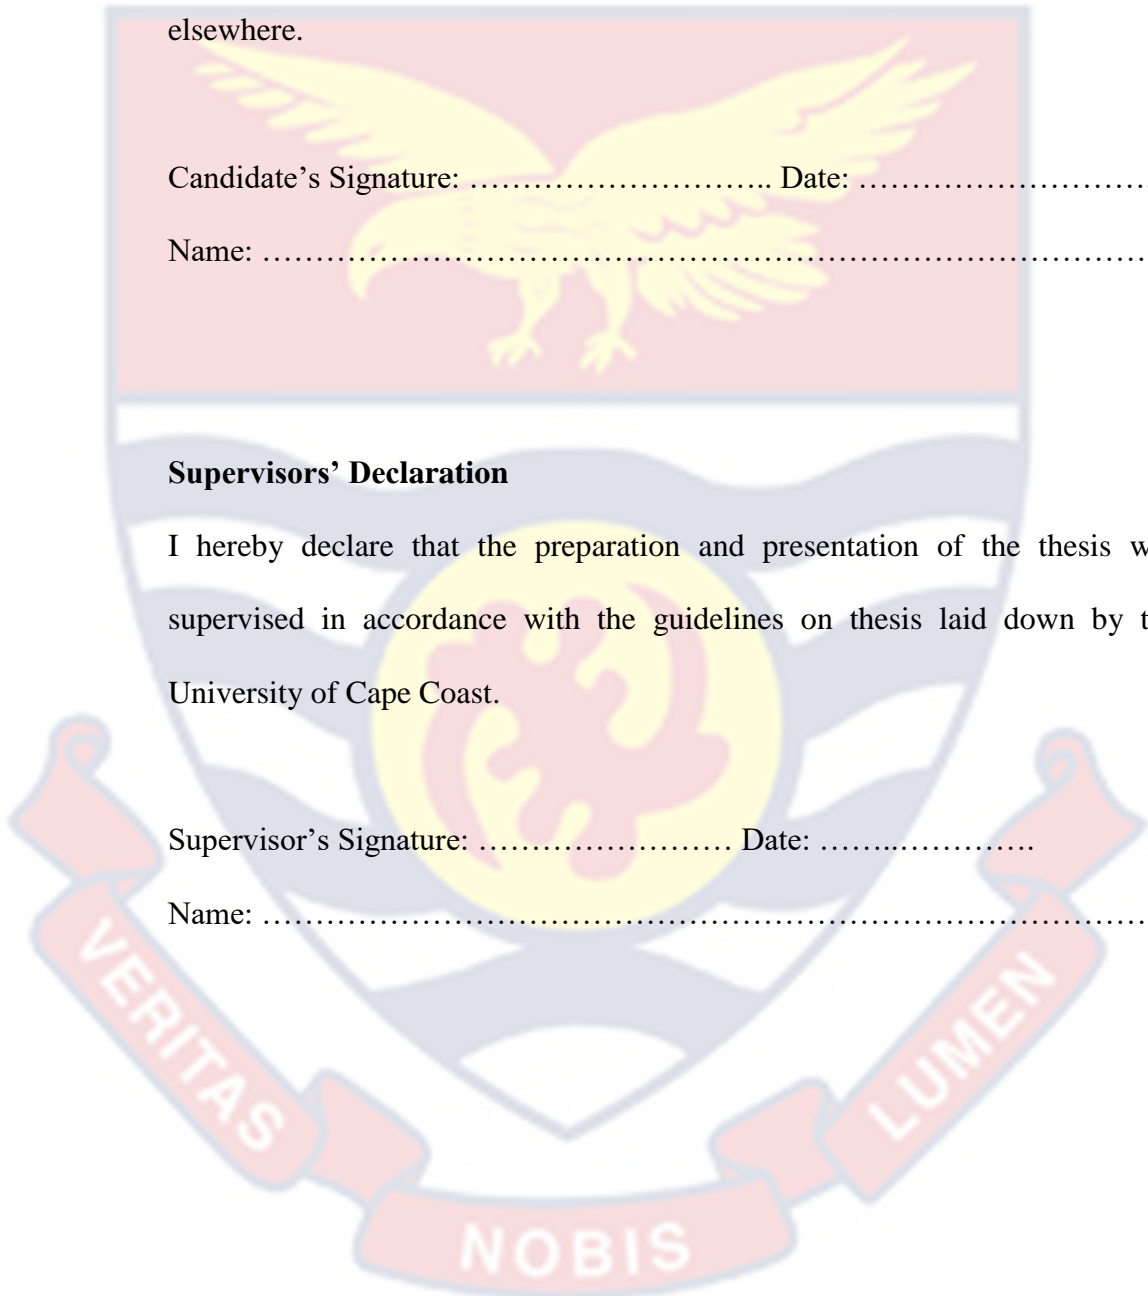 elsewhere.
Candidate’s Signature: ……………………….. Date: ………………………
Name: ……………………………………………………………………………
Supervisors’ Declaration
I hereby declare that the preparation and presentation of the thesis w
supervised in accordance with the guidelines on thesis laid down by t
University of Cape Coast.
Supervisor’s Signature: …………………… Date: ……..………….
Name: ……………………………………………………………………………
VERITAS
NOBIS
LUMEN